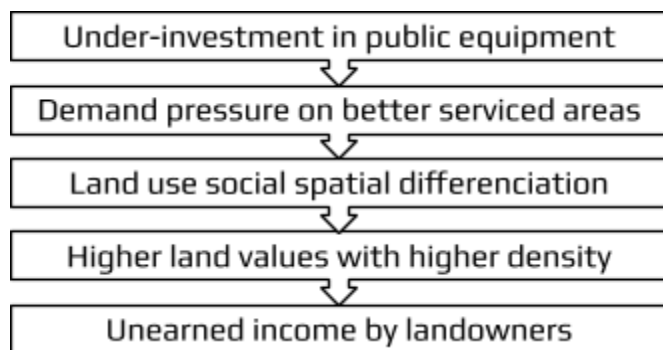 Under-investment in public equipment
Demand pressure on better serviced areas
Land use social spatial differenciation
Higher land values with higher density
Unearned income by landowners